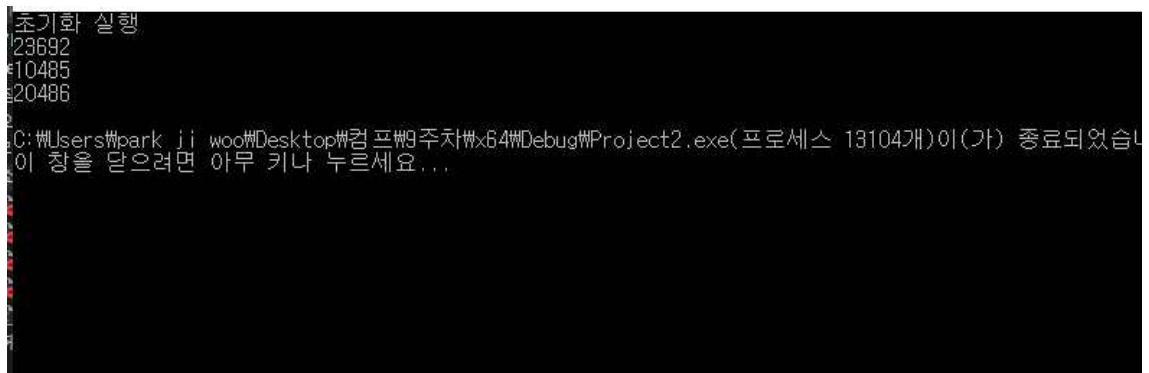 초기화 실행
23692
10485
20486
C:₩Users₩park ji woo₩Desktop₩컴프₩9주차₩x64₩Debug₩Project2.exe(프로세스 13104개)이(가) 종료되었습니
이 창을 닫으려면 아무 키나 누르세요...